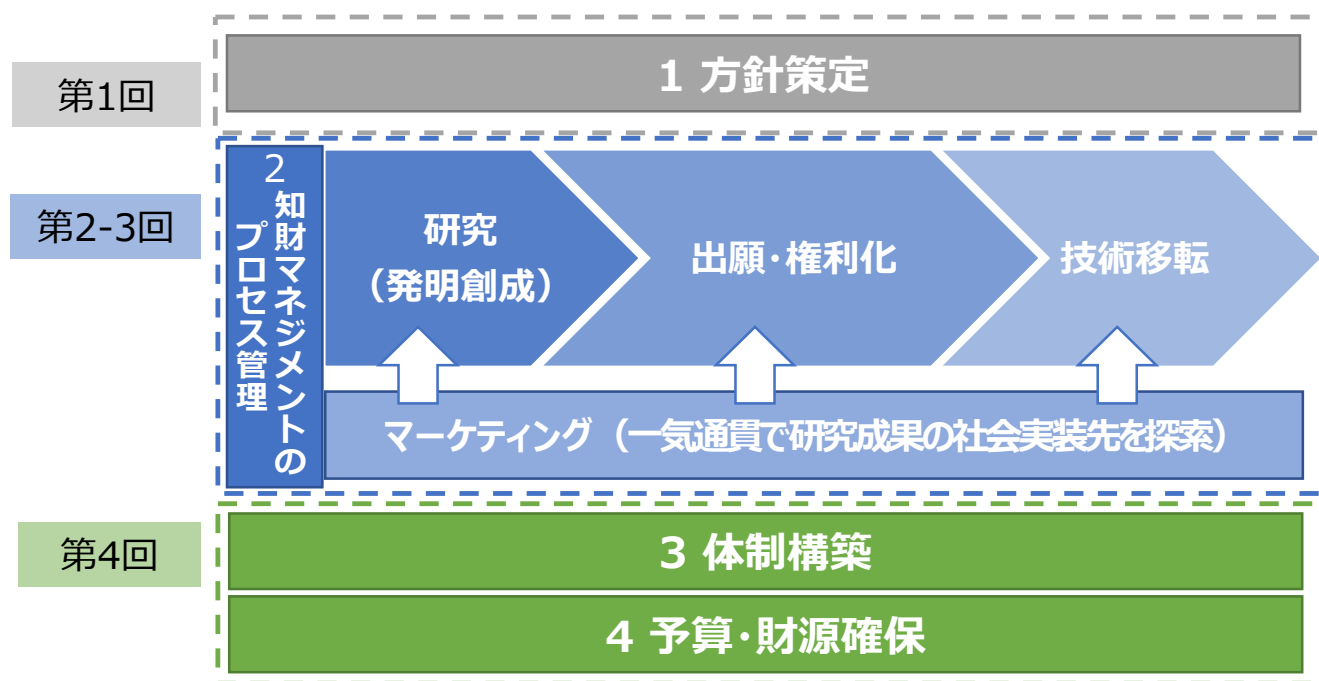 第1回
1 方針策定
第2-3回
2
知財マネジメントの
プロセス管理
研究
（発明創成）
出願・権利化
技術移転
マーケティング（一気通貫で研究成果の社会実装先を探索）
第4回
3 体制構築
4 予算・財源確保